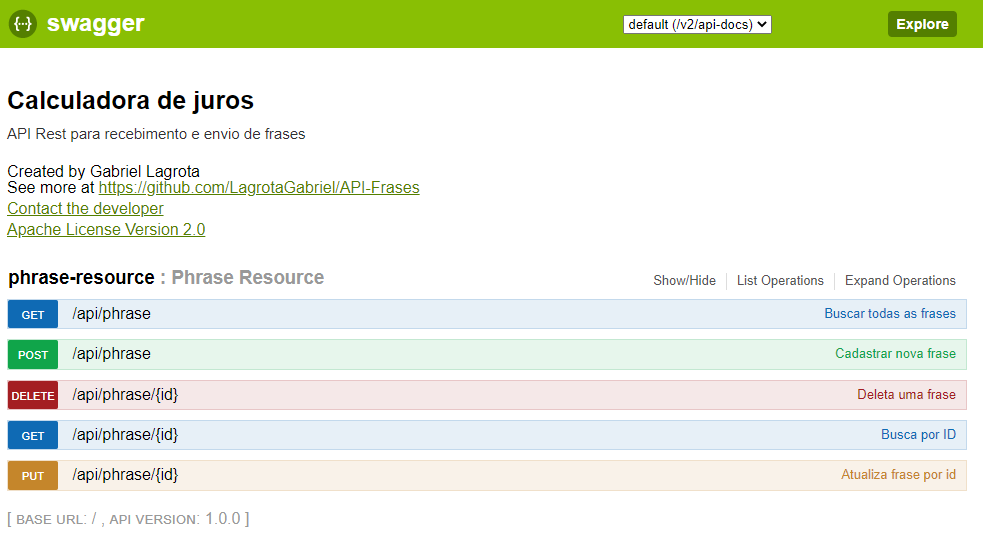 {···} swagger default (/v2/api-docs) Explore
Calculadora de juros
API Rest para recebimento e envio de frases
Created by Gabriel Lagrota
See more at https://github.com/LagrotaGabriel/API-Frases
Contact the developer
Apache License Version 2.0
phrase-resource : Phrase Resource Show/Hide List Operations Expand Operations
GET /api/phrase Buscar todas as frases
POST /api/phrase Cadastrar nova frase
DELETE /api/phrase/{id} Deleta uma frase
GET /api/phrase/{id} Busca por ID
PUT /api/phrase/{id} Atualiza frase por id
[ BASE URL: / , API VERSION: 1.0.0 ]